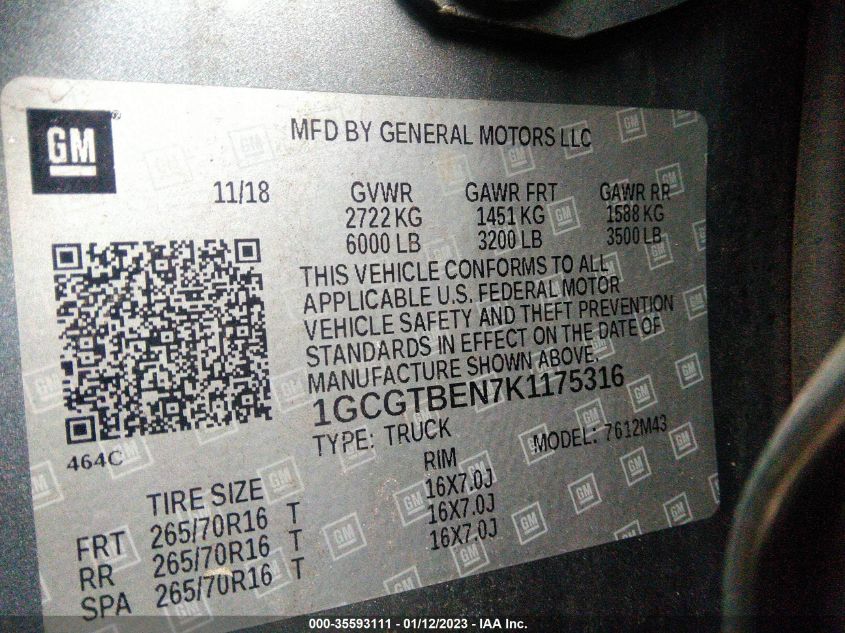 GM
MFD BY GENERAL MOTORS LLC
11/18 GVWR GAWR FRT GAWR RR
2722 KG 1451 KG 1588 KG
6000 LB 3200 LB 3500 LB
THIS VEHICLE CONFORMS TO ALL
APPLICABLE U.S. FEDERAL MOTOR
VEHICLE SAFETY AND THEFT PREVENTION
STANDARDS IN EFFECT ON THE DATE OF
MANUFACTURE SHOWN ABOVE.
1GCGTBEN7K1175316
TYPE: TRUCK MODEL: 7612M43
464C
TIRE SIZE RIM
FRT 265/70R16 T 16X7.0J
RR 265/70R16 T 16X7.0J
SPA 265/70R16 T 16X7.0J
000-35593111 - 01/12/2023 - IAA Inc.